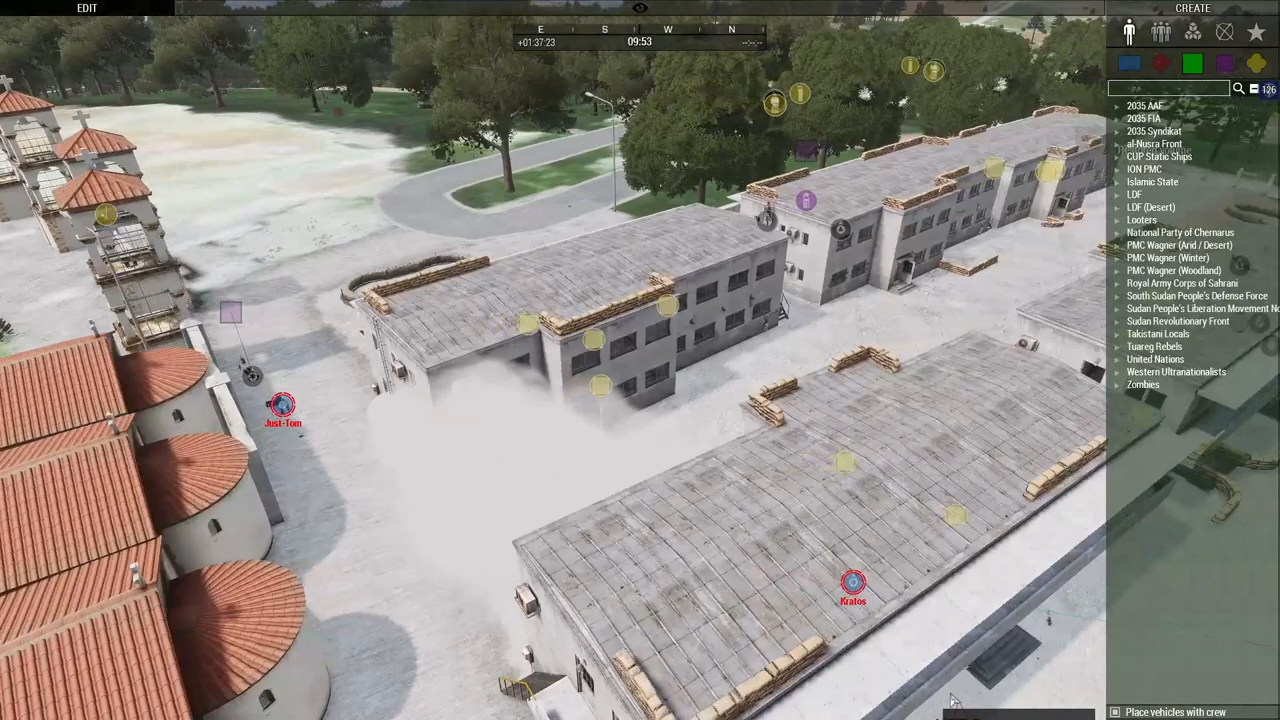 EDIT
CREATE
E S W N
+01:37:23 09:53 --:--:--
126
2035 AAF
2035 FIA
2035 Syndikat
al-Nusra Front
CUP Static Ships
ION PMC
Islamic State
LDF
LDF (Desert)
Looters
National Party of Chernarus
PMC Wagner (Arid / Desert)
PMC Wagner (Winter)
PMC Wagner (Woodland)
Royal Army Corps of Sahrani
South Sudan People's Defense Force
Sudan People's Liberation Movement No
Sudan Revolutionary Front
Takistani Locals
Tuareg Rebels
United Nations
Western Ultranationalists
Zombies
Just-Tom
Kratos
Place vehicles with crew